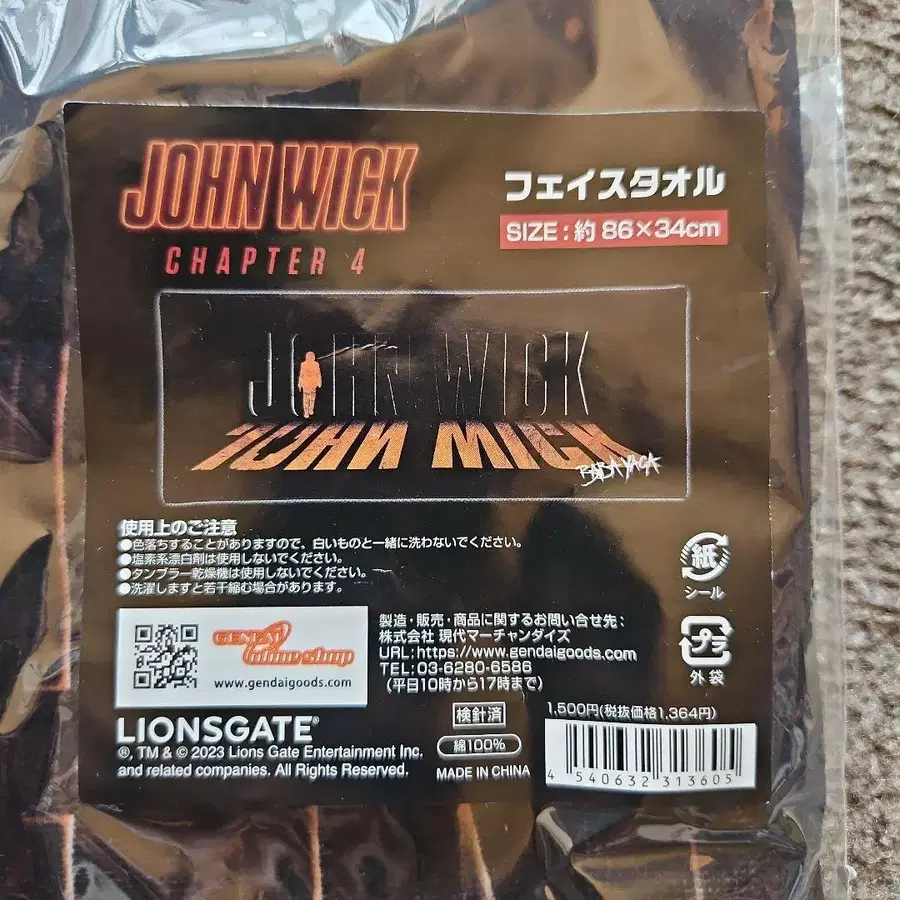 JOHN WICK
CHAPTER 4
フェイスタオル
SIZE：約 86×34cm
JOHN WICK
JOHN WICK
BABA YAGA
使用上のご注意
●色落ちすることがありますので、白いものと一緒に洗わないでください。
●塩素系漂白剤は使用しないでください。
●タンブラー乾燥機は使用しないでください。
●洗濯しますと若干縮む場合があります。
紙
シール
プラ
外袋
GENDAI
online shop
www.gendaigoods.com
製造・販売・商品に関するお問い合せ先：
株式会社 現代マーチャンダイズ
URL:https://www.gendaigoods.com
TEL:03-6280-6586
（平日10時から17時まで）
LIONSGATE®
®, TM & © 2023 Lions Gate Entertainment Inc.
and related companies. All Rights Reserved.
検針済
綿100%
MADE IN CHINA
1,500円(税抜価格1,364円)
4 540632 313605